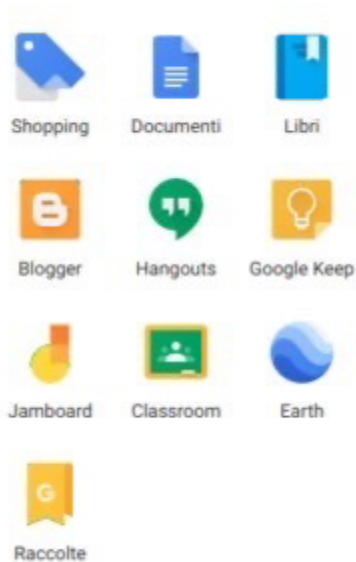 Shopping Documenti Libri
Blogger Hangouts Google Keep
Jamboard Classroom Earth
G
Raccolte